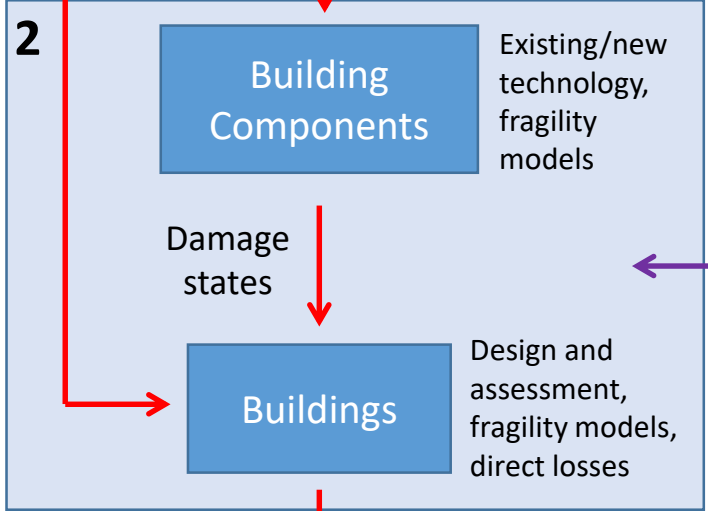 2
Building
Components
Existing/new
technology,
fragility
models
Damage
states
Buildings
Design and
assessment,
fragility models,
direct losses